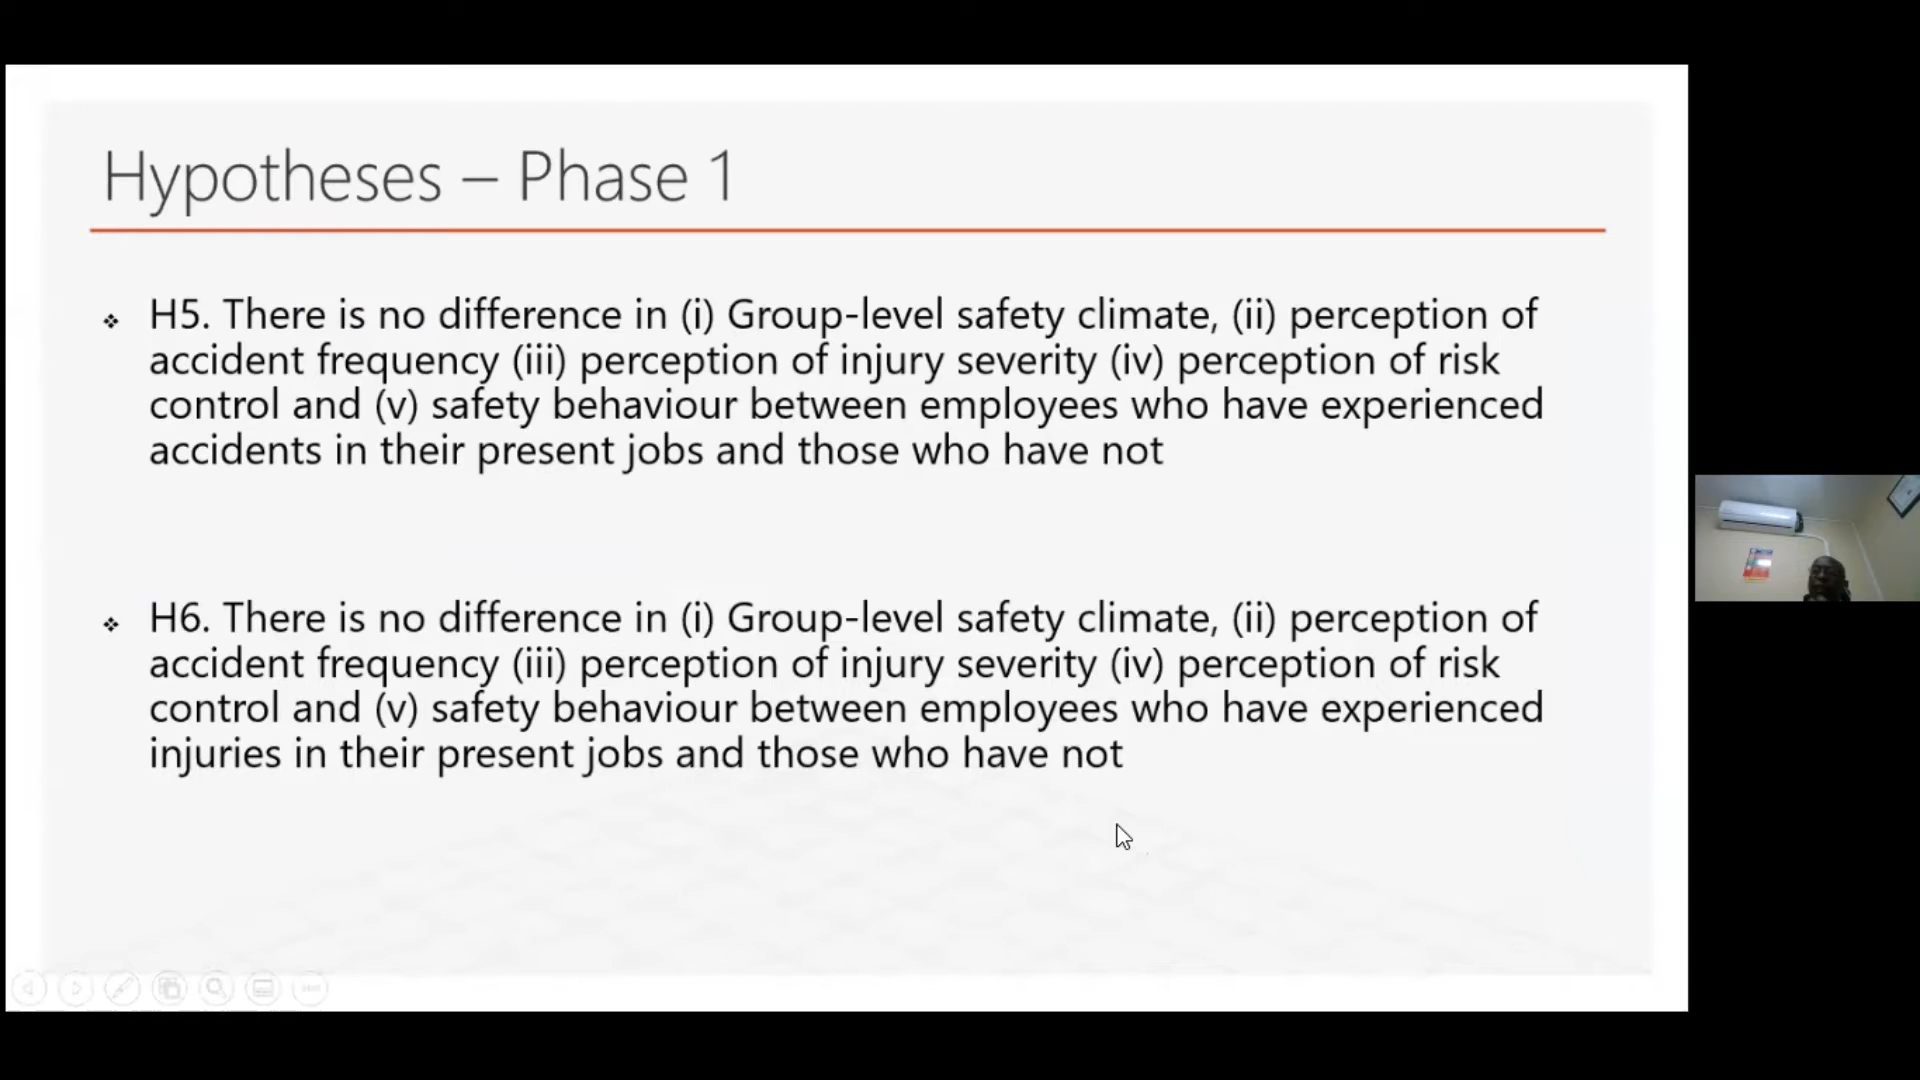 Hypotheses – Phase 1
❖ H5. There is no difference in (i) Group-level safety climate, (ii) perception of
accident frequency (iii) perception of injury severity (iv) perception of risk
control and (v) safety behaviour between employees who have experienced
accidents in their present jobs and those who have not
❖ H6. There is no difference in (i) Group-level safety climate, (ii) perception of
accident frequency (iii) perception of injury severity (iv) perception of risk
control and (v) safety behaviour between employees who have experienced
injuries in their present jobs and those who have not